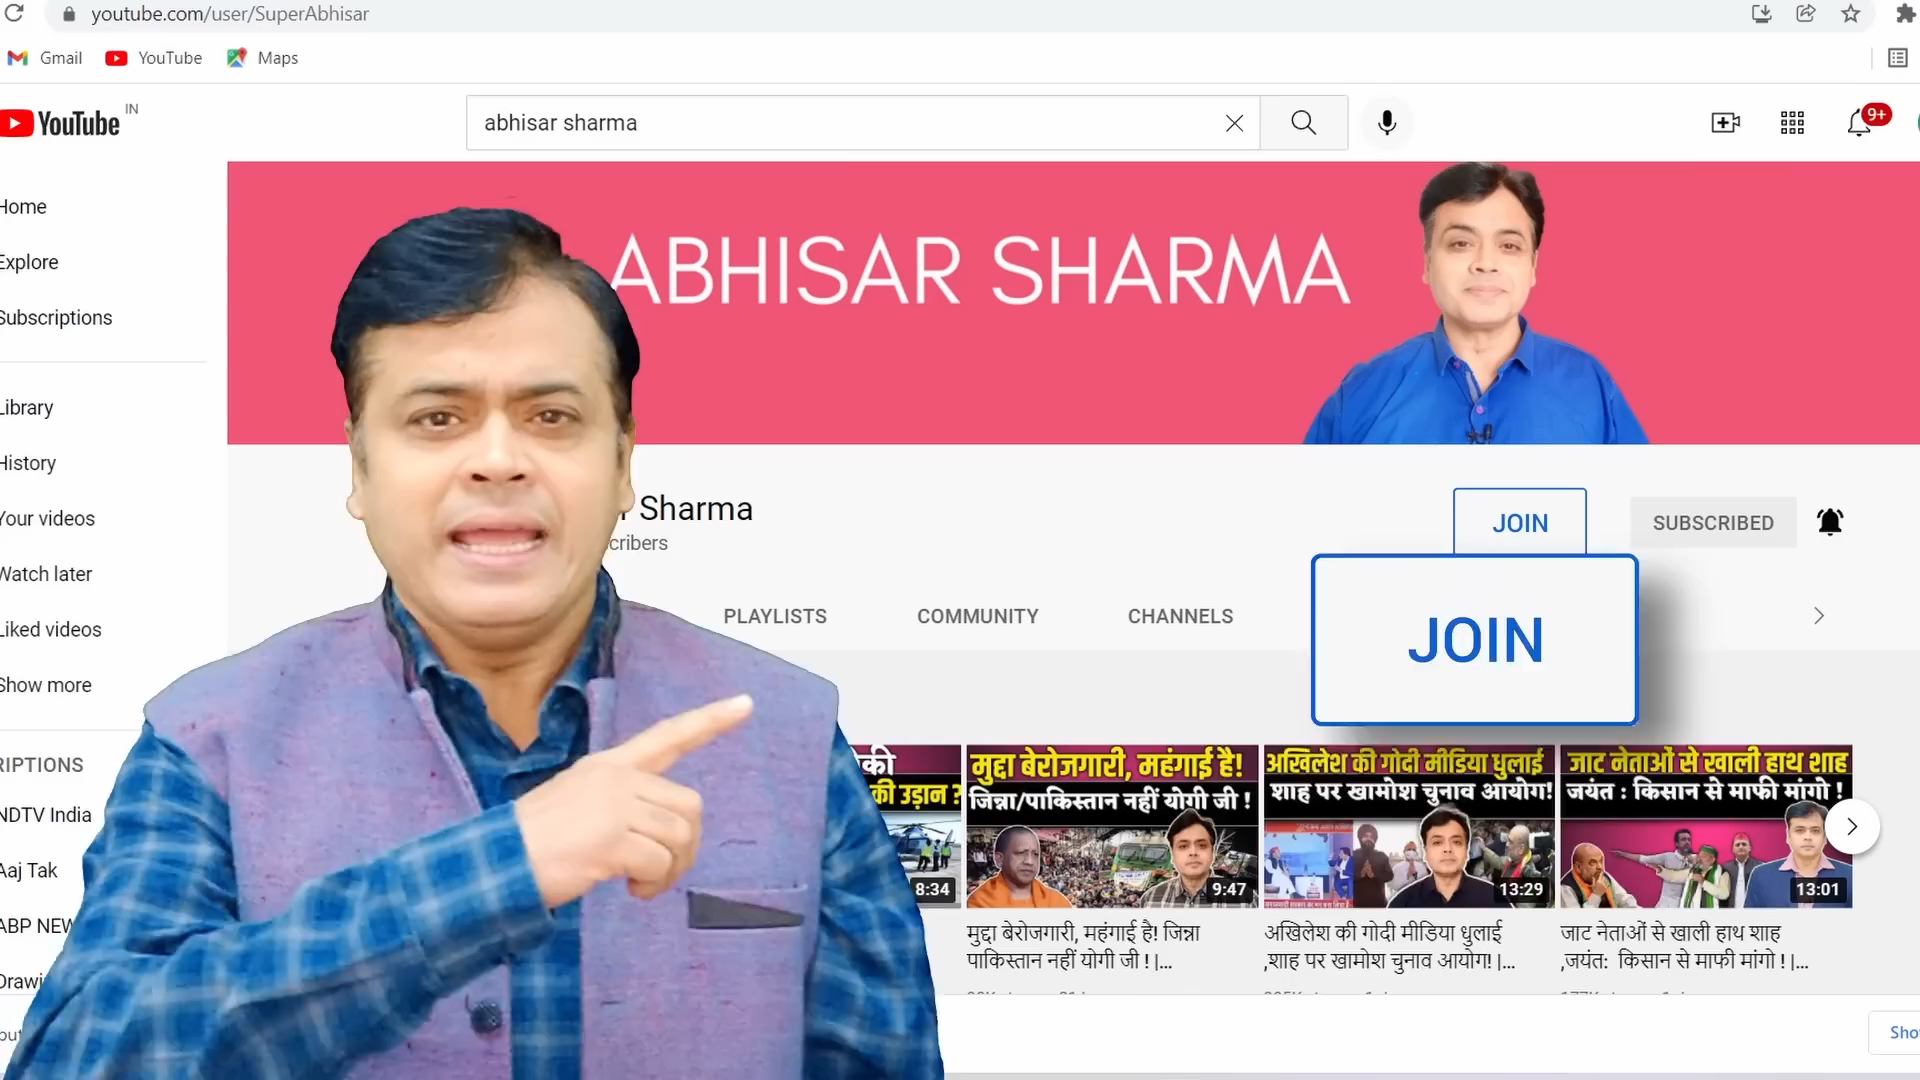 youtube.com/user/SuperAbhisar
Gmail YouTube Maps
YouTube IN
abhisar sharma
9+
Home
Explore
Subscriptions
Library
History
Your videos
Watch later
Liked videos
Show more
RIPTIONS
NDTV India
Aaj Tak
ABP NEW
ABHISAR SHARMA
Sharma
cribers
JOIN
SUBSCRIBED
JOIN
PLAYLISTS COMMUNITY CHANNELS
की उड़ान ?
8:34
मुद्दा बेरोजगारी, महंगाई है!
जिन्ना/पाकिस्तान नहीं योगी जी !
9:47
मुद्दा बेरोजगारी, महंगाई है! जिन्ना
पाकिस्तान नहीं योगी जी ! |...
अखिलेश की गोदी मीडिया धुलाई
शाह पर खामोश चुनाव आयोग!
13:29
अखिलेश की गोदी मीडिया धुलाई
,शाह पर खामोश चुनाव आयोग! |...
जाट नेताओं से खाली हाथ शाह
जयंत : किसान से माफी मांगो !
13:01
जाट नेताओं से खाली हाथ शाह
,जयंत: किसान से माफी मांगो ! |...